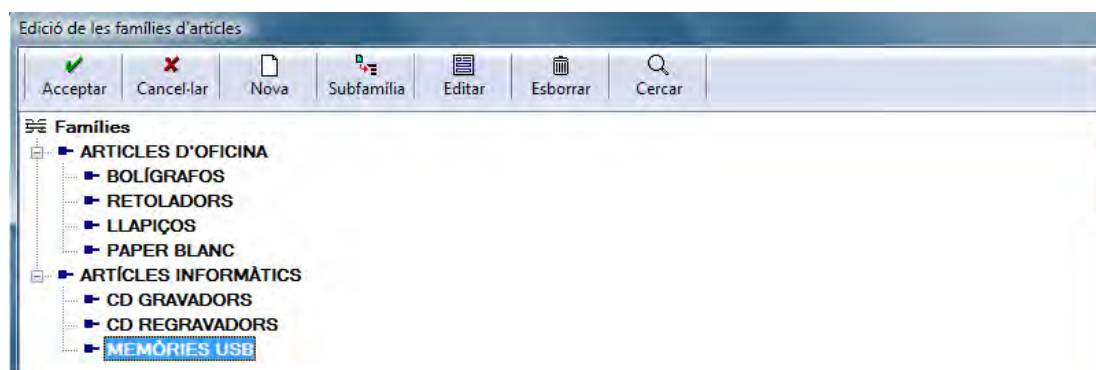 Edició de les famílies d'articles
Acceptar Cancel·lar Nova Subfamília Editar Esborrar Cercar
Famílies
ARTICLES D'OFICINA
BOLÍGRAFOS
RETOLADORS
LLAPIÇOS
PAPER BLANC
ARTÍCLES INFORMÀTICS
CD GRAVADORS
CD REGRAVADORS
MEMÒRIES USB